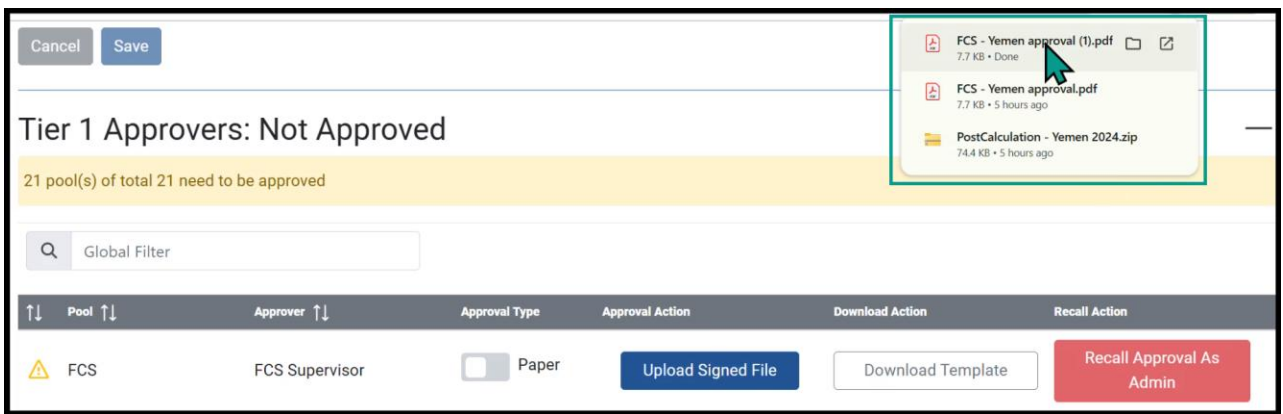 Cancel
Save
FCS - Yemen approval (1).pdf
7.7 KB • Done
FCS - Yemen approval.pdf
7.7 KB • 5 hours ago
PostCalculation - Yemen 2024.zip
74.4 KB • 5 hours ago
Tier 1 Approvers: Not Approved
21 pool(s) of total 21 need to be approved
Global Filter
Pool Approver Approval Type Approval Action Download Action Recall Action
FCS FCS Supervisor Paper Upload Signed File Download Template Recall Approval As
Admin